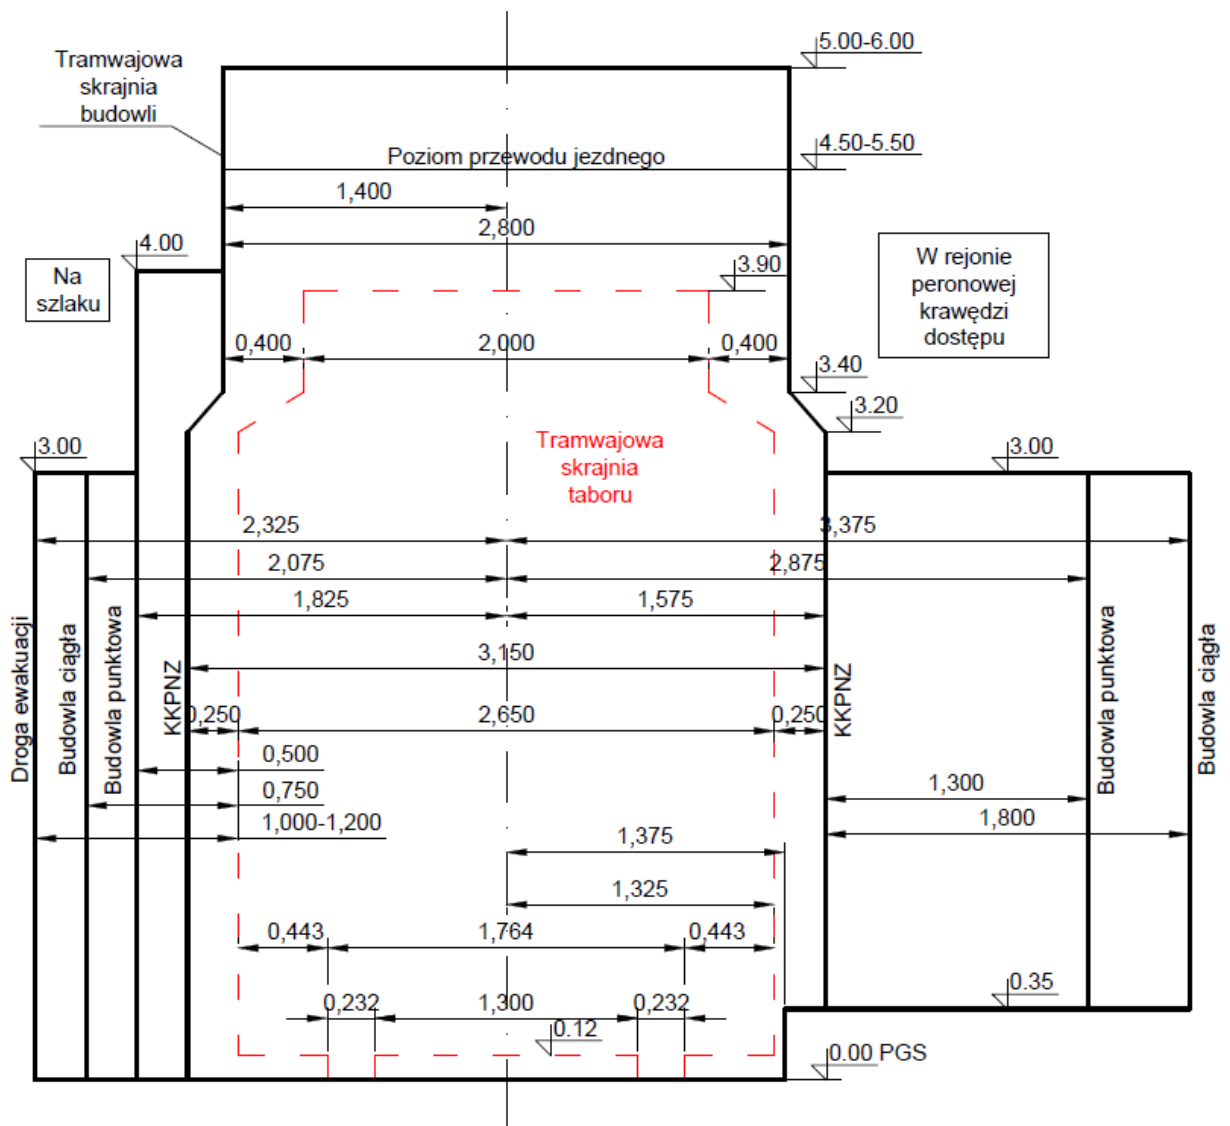 5.00-6.00
Tramwajowa
skrajnia
budowli
4.50-5.50
Poziom przewodu jezdnego
1,400
2,800
4.00
Na
szlaku
W rejonie
peronowej
krawędzi
dostępu
3.90
0,400
2,000
0,400
3.40
3.20
Tramwajowa
skrajnia
taboru
3.00
3.00
2,325
3,375
2,075
2,875
1,825
1,575
3,150
0,250
2,650
0,250
Droga ewakuacji
Budowla ciągła
Budowla punktowa
KKPNZ
KKPNZ
Budowla punktowa
Budowla ciągła
0,500
0,750
1,000-1,200
1,300
1,800
1,375
1,325
0,443
1,764
0,443
0,232
1,300
0,232
0.35
0.12
0.00 PGS